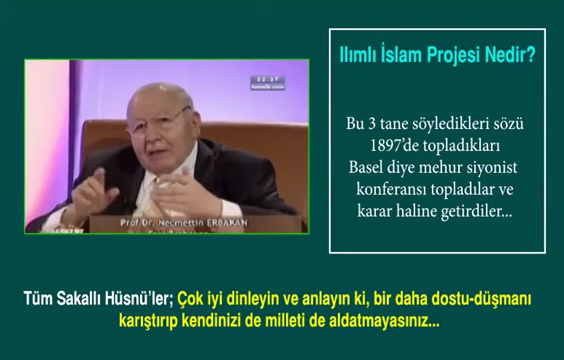 Ilımlı İslam Projesi Nedir?
22:37
Prof.Dr. Necmettin ERBAKAN
Bu 3 tane söyledikleri sözü
1897'de topladıkları
Basel diye mehur siyonist
konferansı topladılar ve
karar haline getirdiler...
Tüm Sakallı Hüsnü'ler; Çok iyi dinleyin ve anlayın ki, bir daha dostu-düşmanı
karıştırıp kendinizi de milleti de aldatmayasınız...